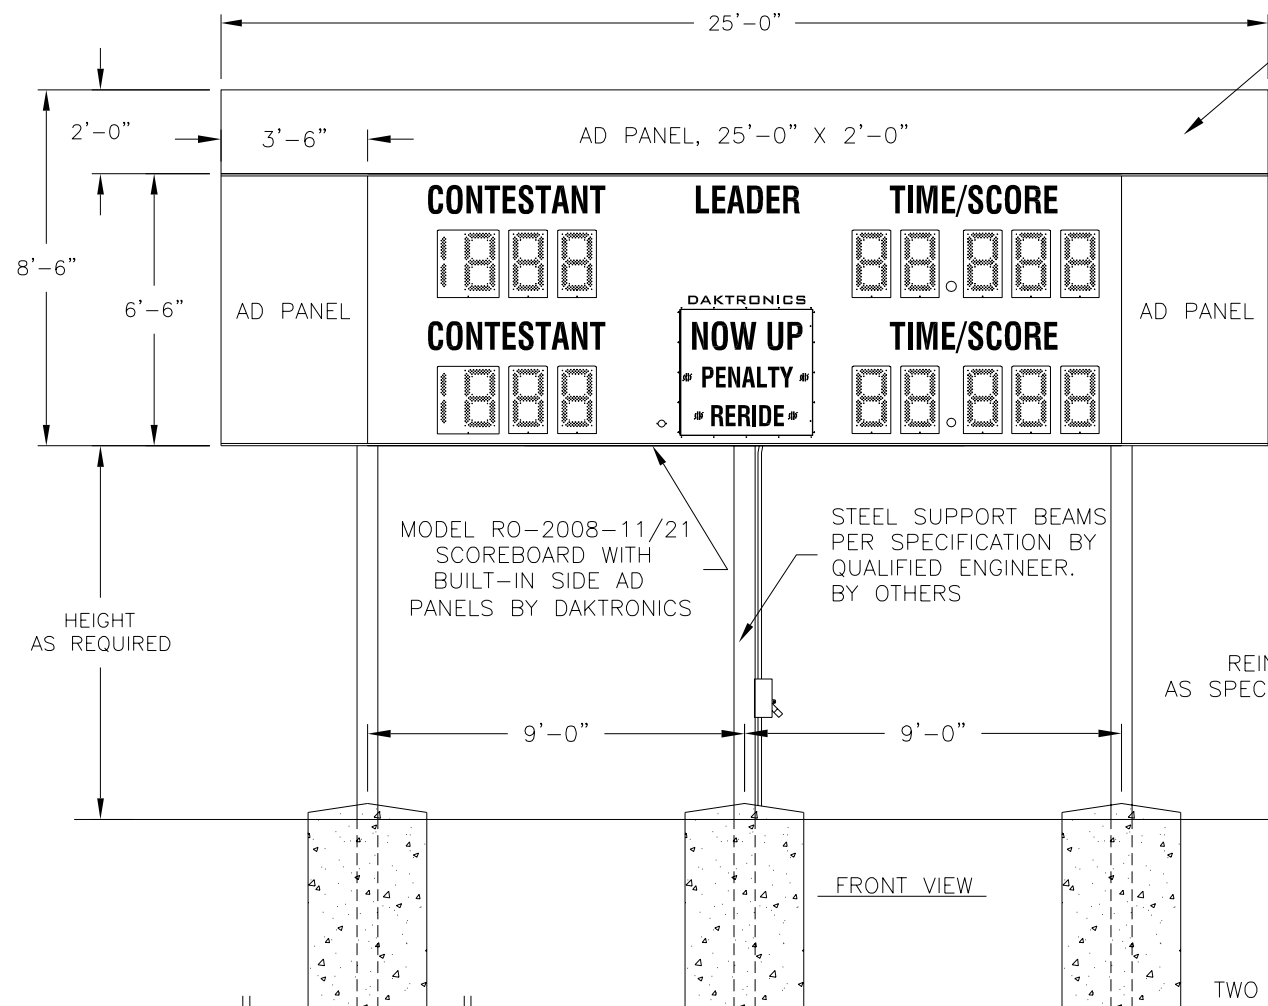 25'-0"
2'-0"
3'-6"
AD PANEL, 25'-0" X 2'-0"
CONTESTANT LEADER TIME/SCORE
188 88.888
8'-6"
6'-6"
AD PANEL
DAKTRONICS
AD PANEL
CONTESTANT NOW UP TIME/SCORE
PENALTY
188 88.888
RERIDE
MODEL RO-2008-11/21
SCOREBOARD WITH
BUILT-IN SIDE AD
PANELS BY DAKTRONICS
STEEL SUPPORT BEAMS
PER SPECIFICATION BY
QUALIFIED ENGINEER.
BY OTHERS
HEIGHT
AS REQUIRED
AS
9'-0"
9'-0"
FRONT VIEW
TWO